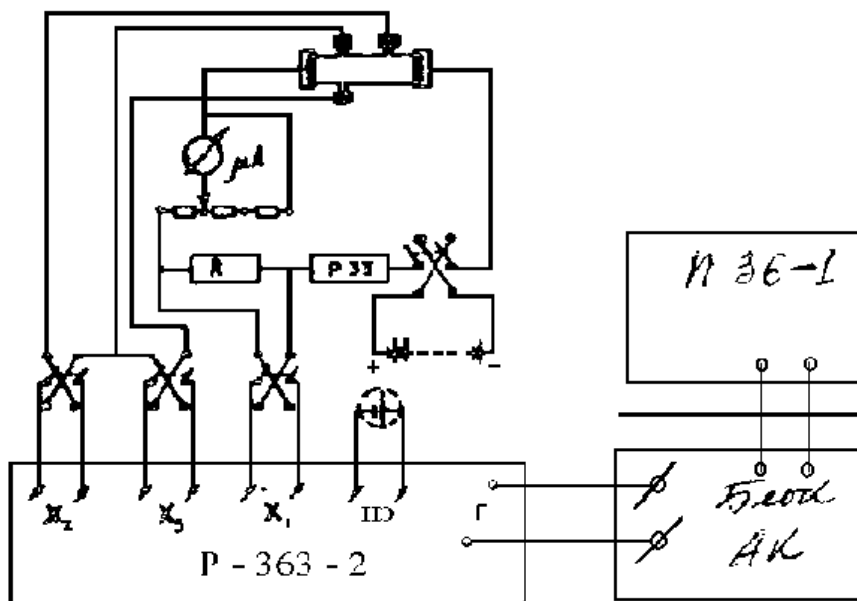 μA
R
P 33
И 36-1
+ -
X₂ X₃ X₁ ПЭ Г
Блок
АК
Р - 363 - 2